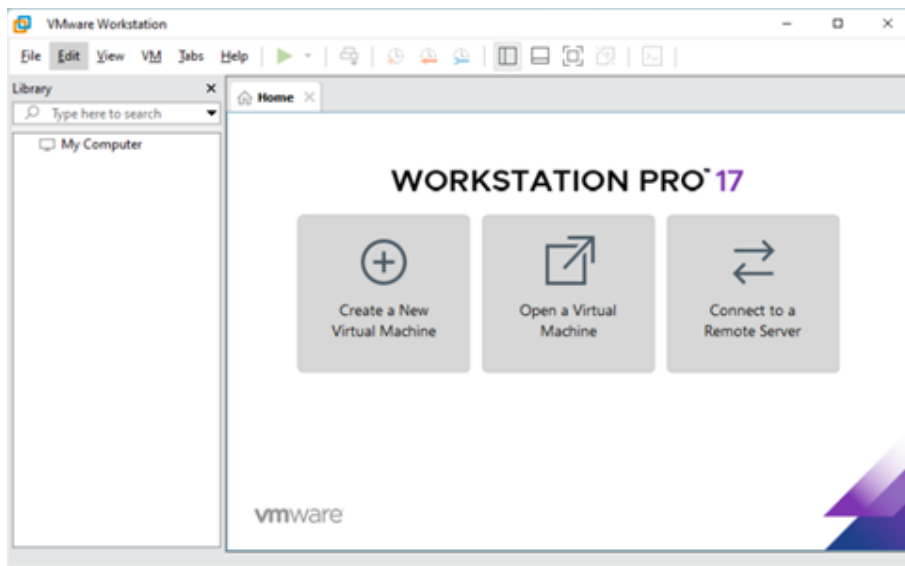 VMware Workstation
File Edit View VM Tabs Help
Library
Home
Type here to search
My Computer
WORKSTATION PRO™ 17
Create a New
Virtual Machine
Open a Virtual
Machine
Connect to a
Remote Server
vmware